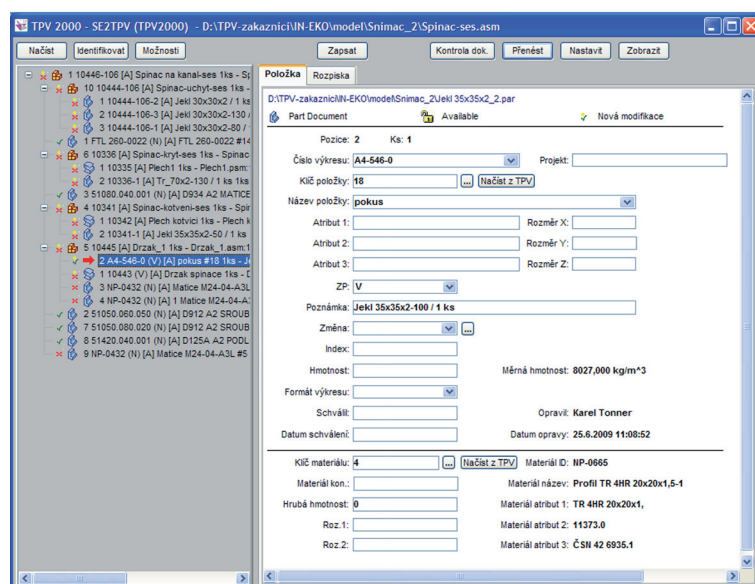 TPV 2000 - SE2TPV (TPV2000) - D:\TPV-zakaznici\IN-EKO\model\Snimac_2\Spinac-ses.asm
Načíst Identifikovat Možnosti Zapsat Kontrola dok. Přenést Nastavit Zobrazit
1 10446-106 [A] Spinac na kanal-ses 1ks - Sp
10 10444-106 [A] Spinac-uchyt-ses 1ks -
1 10444-106-2 [A] Jekl 30x30x2 / 1 ks
2 10444-106-3 [A] Jekl 30x30x2-130 /
3 10444-106-1 [A] Jekl 30x30x2-80 /
1 FTL 260-0022 (N) [A] FTL 260-0022 #14
6 10336 [A] Spinac-kryt-ses 1ks - Spinac
1 10335 [A] Plech1 1ks - Plech1.psm:
2 10336-1 [A] Tr_70x2-130 / 1 ks 1ks
3 51080.040.001 (N) [A] D934 A2 MATICE
4 10341 [A] Spinac-kotveni-ses 1ks - Spir
1 10342 [A] Plech kotvici 1ks - Plech k
2 10341-1 [A] Jekl 35x35x2-50 / 1 ks
5 10445 [A] Drzak_1 1ks - Drzak_1.asm:1
2 A4-546-0 (V) [A] pokus #18 1ks - Je
1 10443 (V) [A] Drzak spinace 1ks - D
3 NP-0432 (N) [A] Matice M24-04-A3L
4 NP-0432 (N) [A] 1 Matice M24-04-A
2 51050.060.050 (N) [A] D912 A2 SROUB
7 51050.080.020 (N) [A] D912 A2 SROUB
8 51420.040.001 (N) [A] D125A A2 PODL
9 NP-0432 (N) [A] Matice M24-04-A3L #5
Položka Rozpiska
D:\TPV-zakaznici\IN-EKO\model\Snimac_2\Jekl 35x35x2_2.par
Part Document Available Nová modifikace
Pozice: 2 Ks: 1
Číslo výkresu: A4-546-0 Projekt:
Klíč položky: 18 ... Načíst z TPV
Název položky: pokus
Atribut 1: Rozměr X:
Atribut 2: Rozměr Y:
Atribut 3: Rozměr Z:
ZP: V
Poznámka: Jekl 35x35x2-100 / 1 ks
Změna: ...
Index:
Hmotnost: Měrná hmotnost: 8027,000 kg/m^3
Formát výkresu:
Schválil: Opravil: Karel Tonner
Datum schválení: Datum opravy: 25.6.2009 11:08:52
Klíč materiálu: 4 ... Načíst z TPV Materiál ID: NP-0665
Materiál kon.: Materiál název: Profil TR 4HR 20x20x1,5-1
Hrubá hmotnost: 0 Materiál atribut 1: TR 4HR 20x20x1,
Roz.1: Materiál atribut 2: 11373.0
Roz.2: Materiál atribut 3: ČSN 42 6935.1